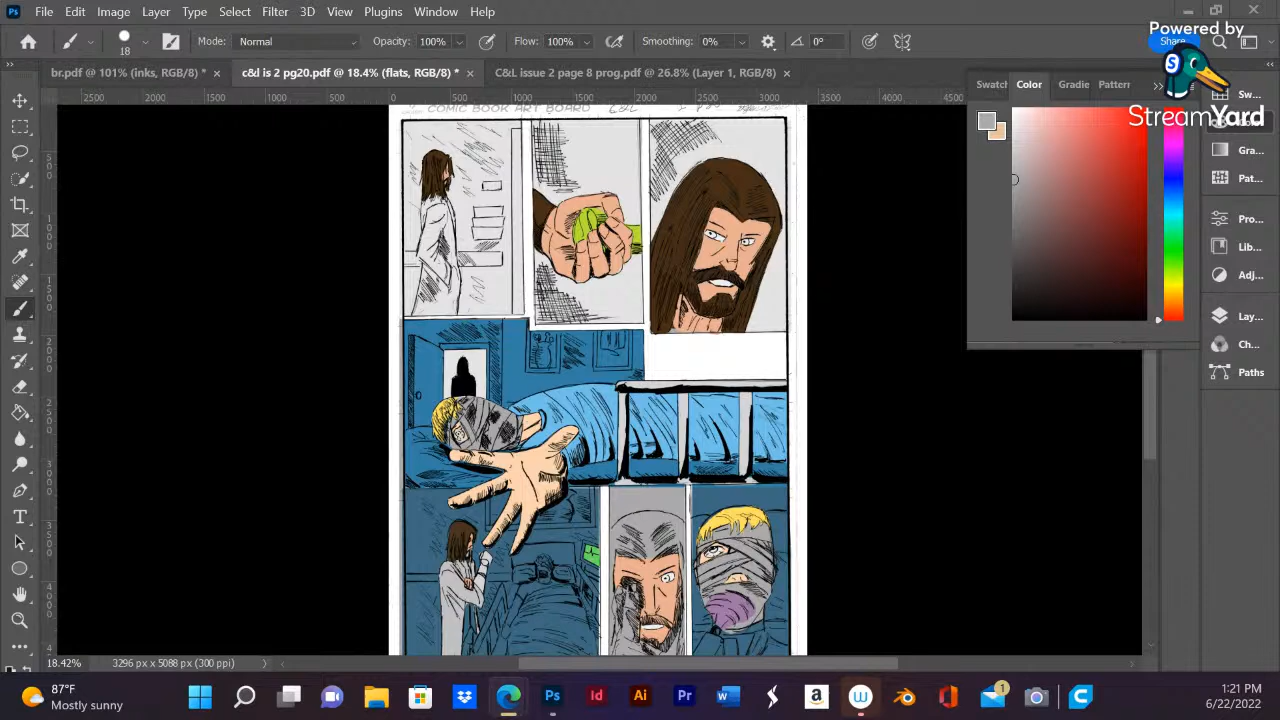 File Edit Image Layer Type Select Filter 3D View Plugins Window Help
Powered by
StreamYard
18 Mode: Normal Opacity: 100% Flow: 100% Smoothing: 0% 0° Share
br.pdf @ 101% (inks, RGB/8) * × c&d is 2 pg20.pdf @ 18.4% (flats, RGB/8) * × C&L issue 2 page 8 prog.pdf @ 26.8% (Layer 1, RGB/8) ×
2500 2000 1500 1000 500 0 500 1000 1500 2000 2500 3000 3500 4000 4500
COMIC BOOK ART BOARD
Swatch Color Gradie Pattern
Sw...
Gra...
Pat...
Pro...
Lib...
Adj...
Lay...
Ch...
Paths
18.42% 3296 px x 5088 px (300 ppi)
87°F
Mostly sunny
1
1:21 PM
6/22/2022